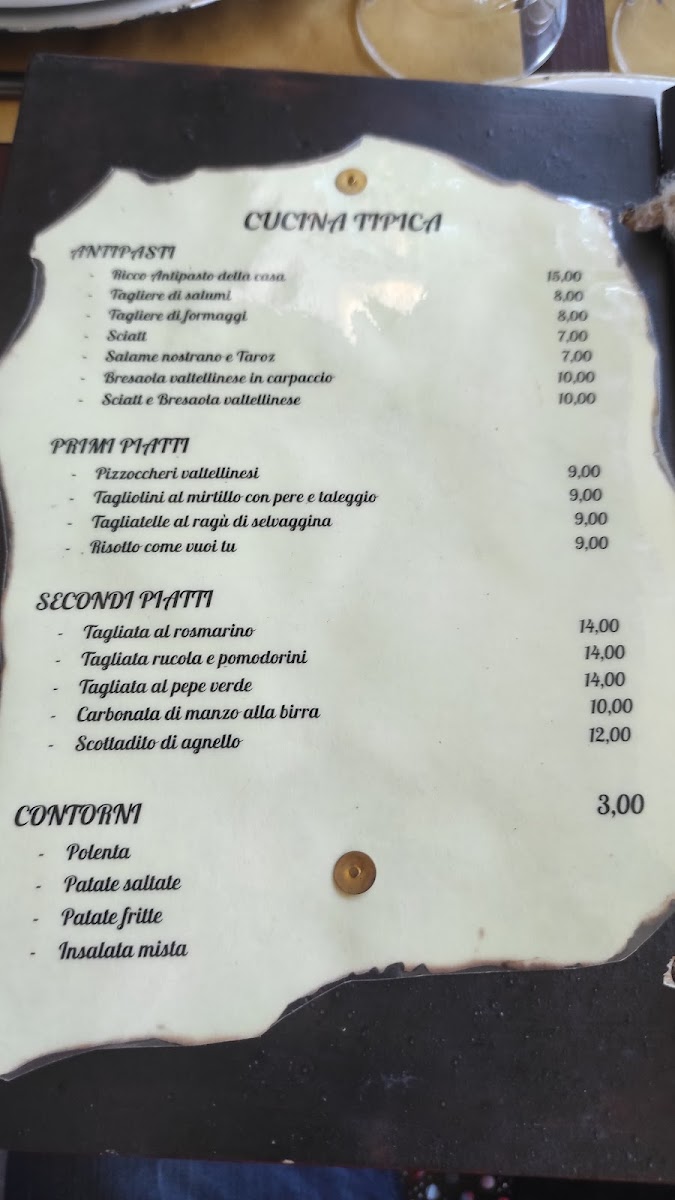 CUCINA TIPICA
ANTIPASTI
- Ricco Antipasto della casa 15,00
- Tagliere di salumi 8,00
- Tagliere di formaggi 8,00
- Sciatt 7,00
- Salame nostrano e Taroz 7,00
- Bresaola valtellinese in carpaccio 10,00
- Sciatt e Bresaola valtellinese 10,00
PRIMI PIATTI
- Pizzoccheri valtellinesi 9,00
- Tagliolini al mirtillo con pere e taleggio 9,00
- Tagliatelle al ragù di selvaggina 9,00
- . Risotto come vuoi tu 9,00
SECONDI PIATTI
- Tagliata al rosmarino 14,00
- Tagliata rucola e pomodorini 14,00
- Tagliata al pepe verde 14,00
- Carbonata di manzo alla birra 10,00
- Scottadito di agnello 12,00
CONTORNI 3,00
- Polenta
- Patate saltate
- Patate fritte
- Insalata mista